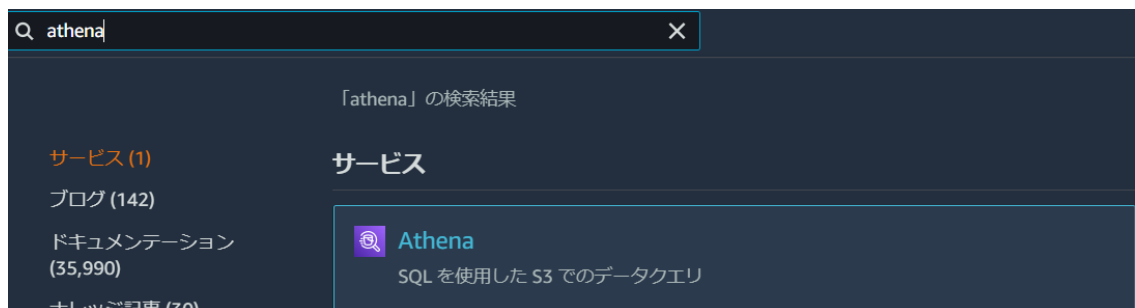 athena
「athena」の検索結果
サービス (1)
ブログ (142)
ドキュメンテーション
(35,990)
サービス
Athena
SQL を使用した S3 でのデータクエリ